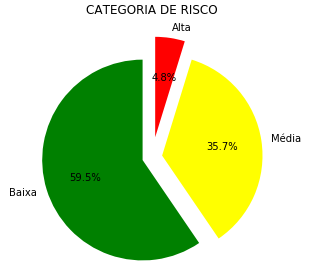 CATEGORIA DE RISCO
Alta
4.8%
Média
35.7%
59.5%
Baixa